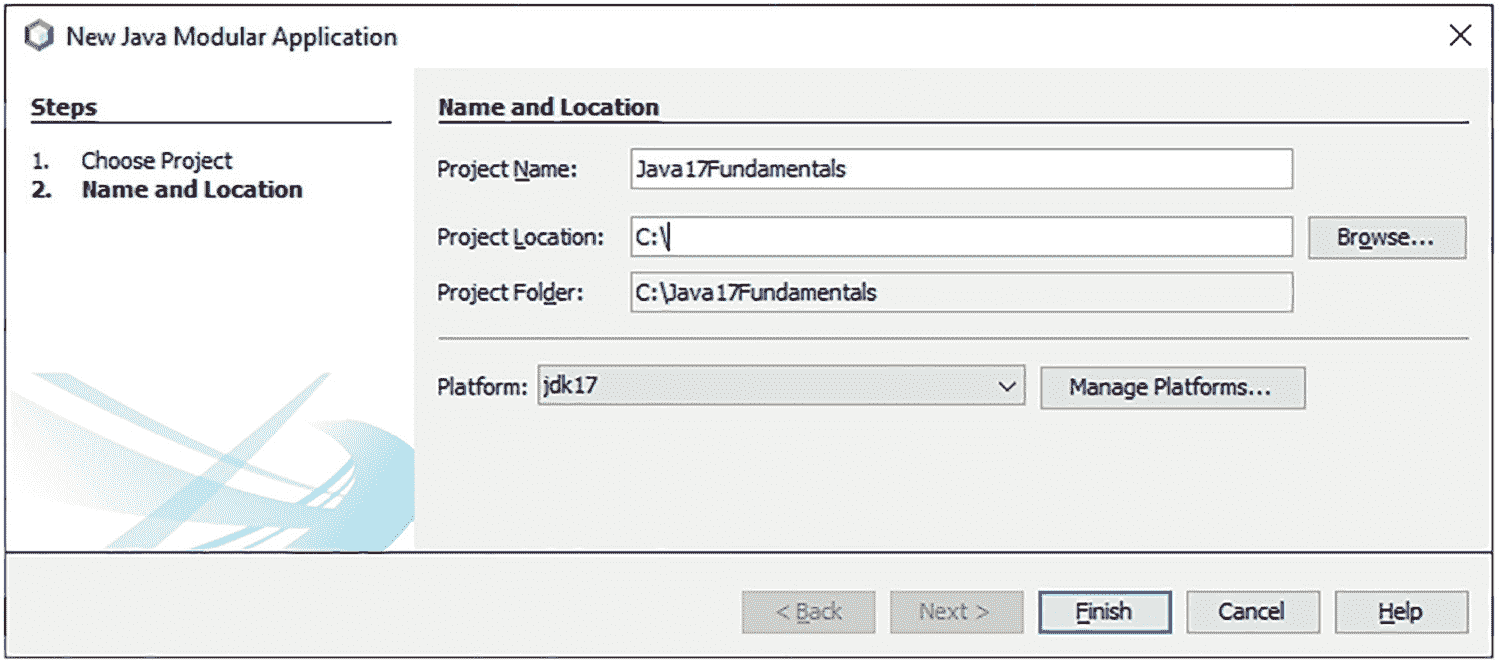 New Java Modular Application
Steps
1. Choose Project
2. Name and Location
Name and Location
Project Name: Java17Fundamentals
Project Location: C:\ Browse...
Project Folder: C:\Java17Fundamentals
Platform: jdk17 Manage Platforms...
< Back Next > Finish Cancel Help